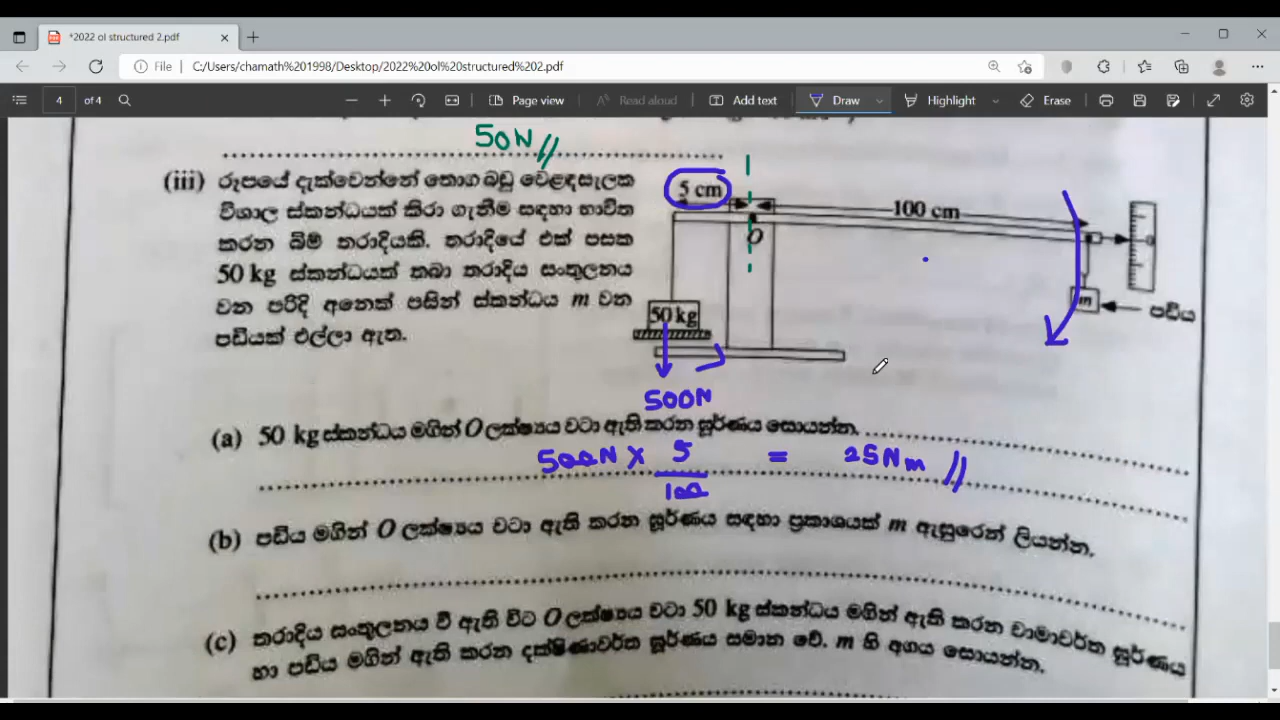 *2022 ol structured 2.pdf
File C:/Users/chamath%201998/Desktop/2022%20ol%20structured%202.pdf
4 of 4 Page view Read aloud Add text Draw Highlight Erase
50N //
(iii) රූපයේ දැක්වෙන්නේ තොග බඩු වෙළඳසැලක
විශාල ස්කන්ධයක් කිරා ගැනීම සඳහා භාවිත
කරන බිම් තරාදියකි. තරාදියේ එක් පසක
50 kg ස්කන්ධයක් තබා තරාදිය සංතුලනය
වන පරිදි අනෙක් පසින් ස්කන්ධය m වන
පඩියක් එල්ලා ඇත.
5 cm
100 cm
O
50 kg
m
පඩිය
500N
(a) 50 kg ස්කන්ධය මගින් O ලක්ෂ්‍යය වටා ඇති කරන සූර්ණය සොයන්න.
500N × 5/100 = 25Nm //
(b) පඩිය මගින් O ලක්ෂ්‍යය වටා ඇති කරන සූර්ණය සඳහා ප්‍රකාශයක් m ඇසුරෙන් ලියන්න.
(c) තරාදිය සංතුලනය වී ඇති විට O ලක්ෂ්‍යය වටා 50 kg ස්කන්ධය මගින් ඇති කරන වාමාවර්ත සූර්ණය
හා පඩිය මගින් ඇති කරන දක්ෂිණාවර්ත සූර්ණය සමාන වේ. m හි අගය සොයන්න.